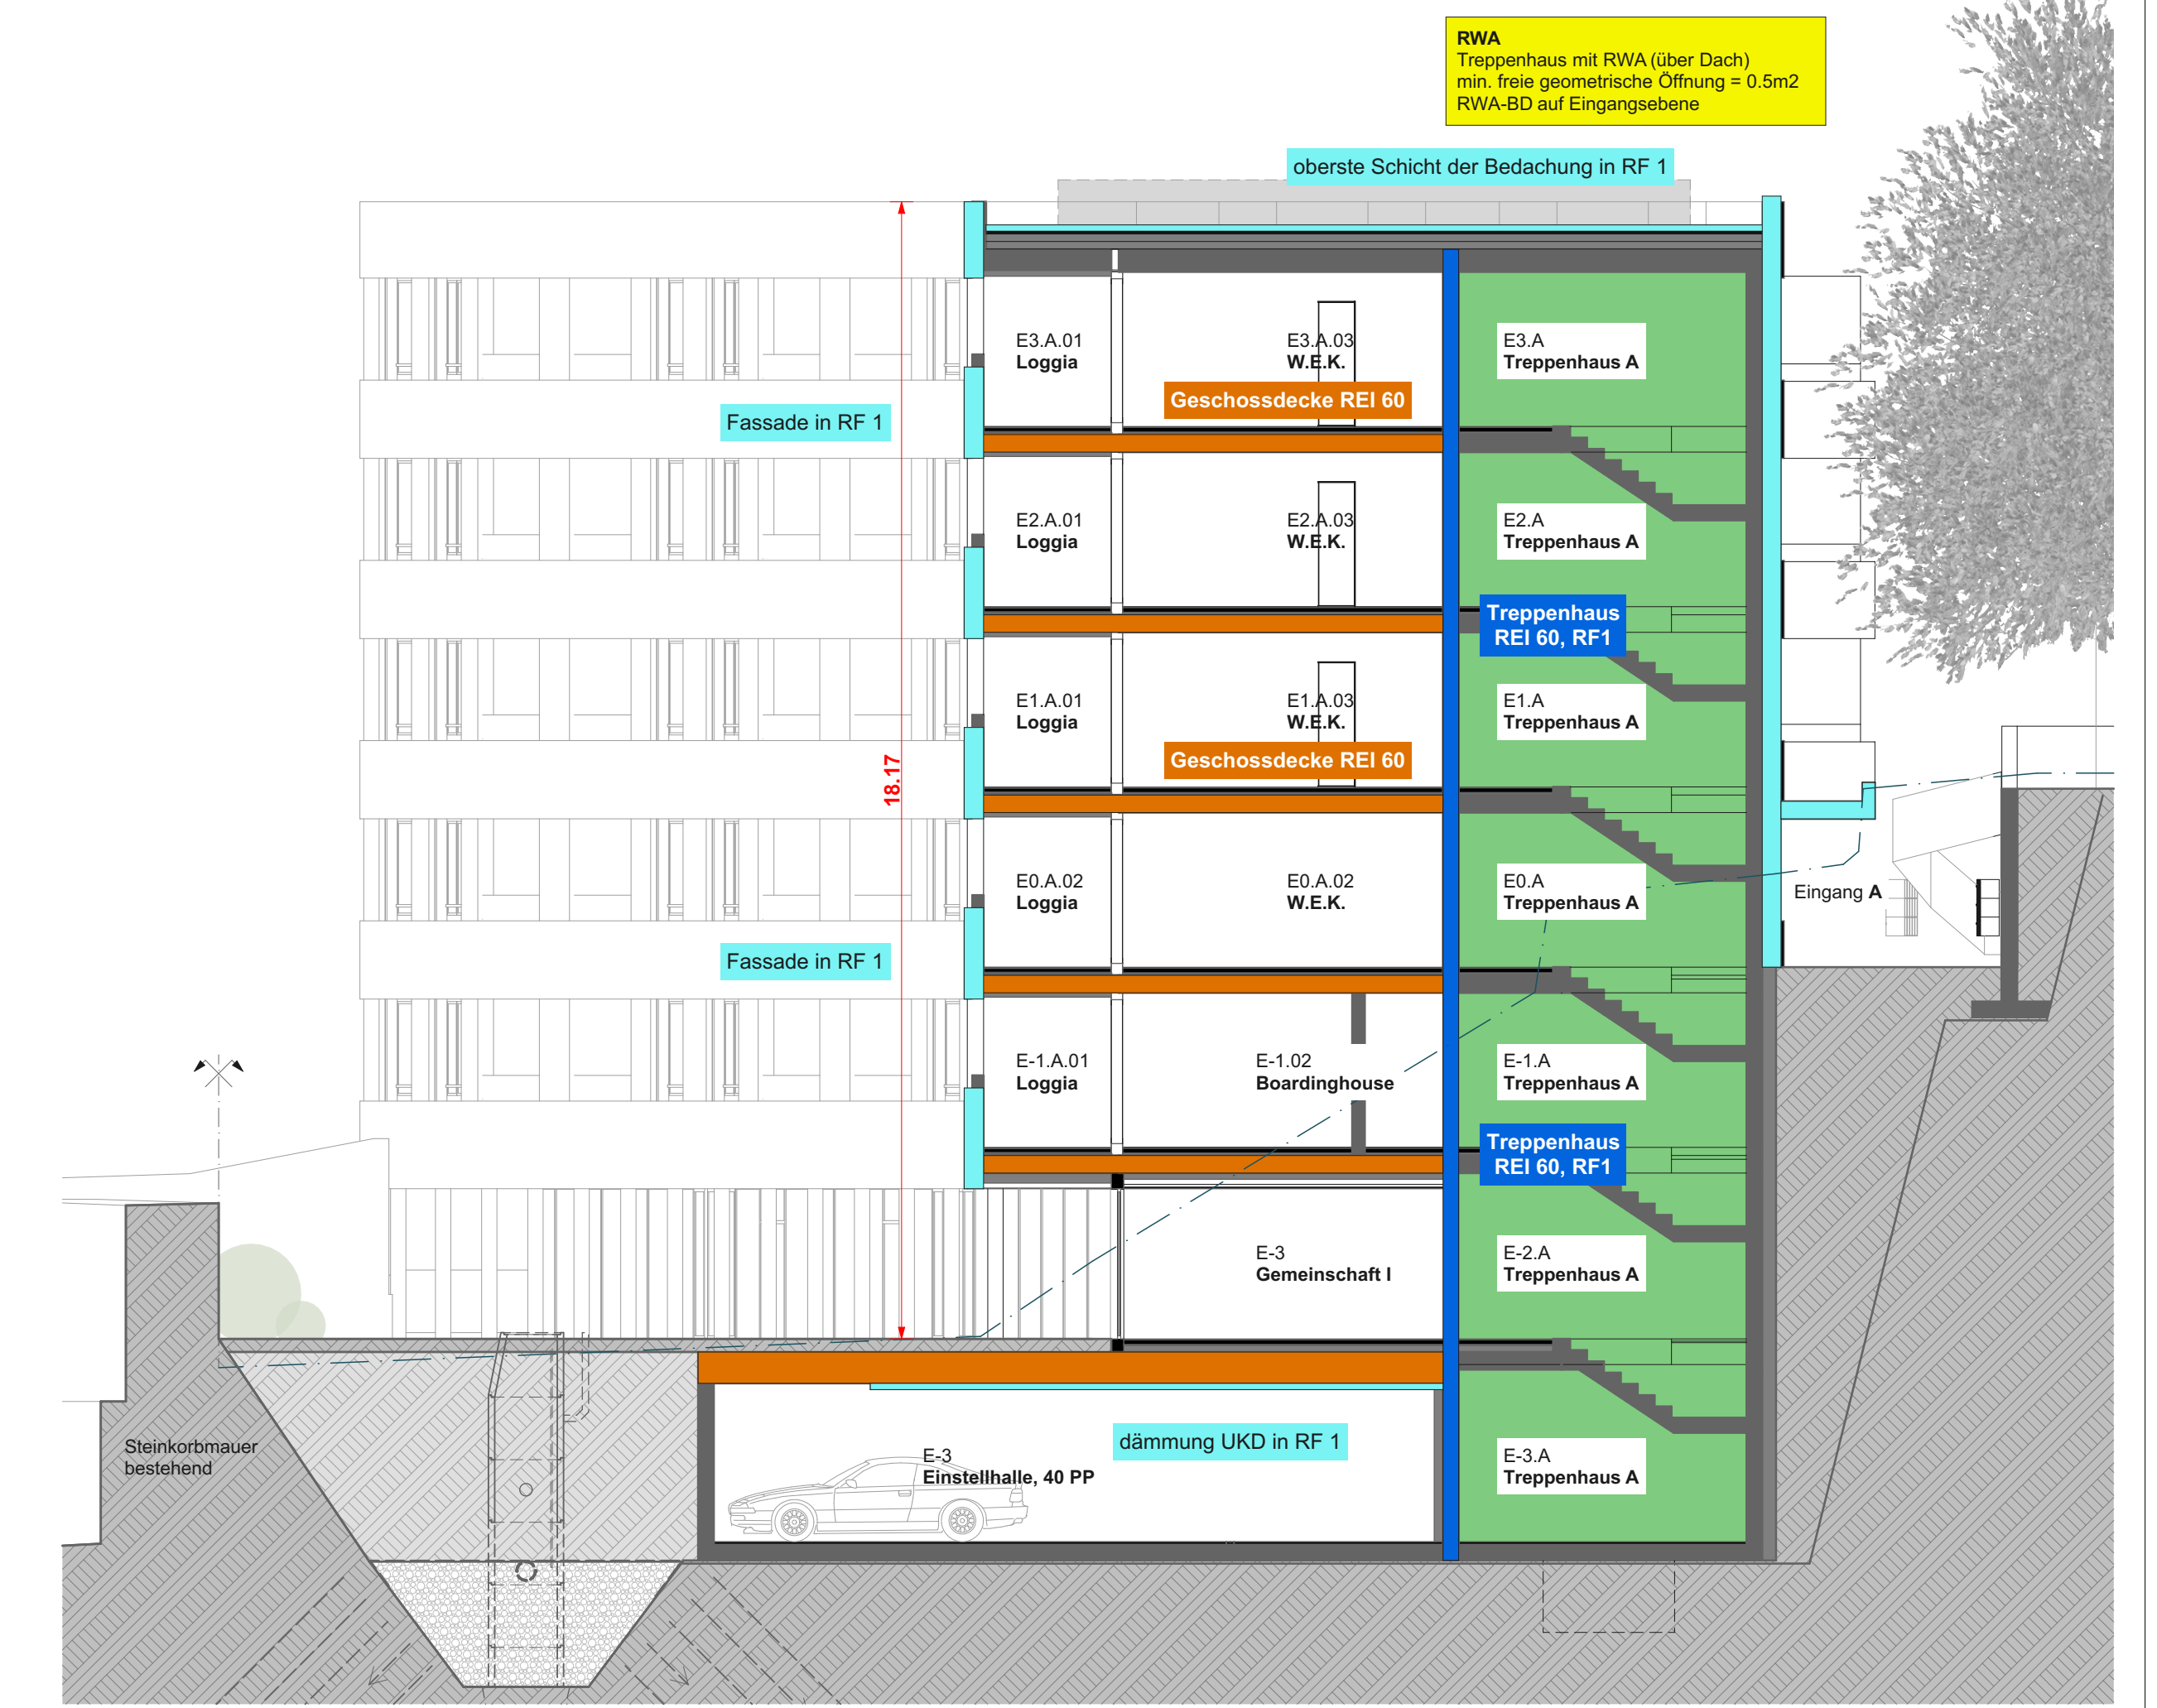 RWA
Treppenhaus mit RWA (über Dach)
min. freie geometrische Öffnung = 0.5m2
RWA-BD auf Eingangsebene
oberste Schicht der Bedachung in RF 1
E3.A.01
Loggia
E3.A.03
W.E.K.
E3.A
Treppenhaus A
Geschossdecke REI 60
Fassade in RF 1
E2.A.01
Loggia
E2.A.03
W.E.K.
E2.A
Treppenhaus A
Treppenhaus
REI 60, RF1
E1.A.01
Loggia
E1.A.03
W.E.K.
E1.A
Treppenhaus A
Geschossdecke REI 60
18.17
E0.A.02
Loggia
E0.A.02
W.E.K.
E0.A
Treppenhaus A
Eingang A
Fassade in RF 1
E-1.A.01
Loggia
E-1.02
Boardinghouse
E-1.A
Treppenhaus A
Treppenhaus
REI 60, RF1
E-3
Gemeinschaft I
E-2.A
Treppenhaus A
dämmung UKD in RF 1
Steinkorbmauer
bestehend
E-3
Einstellhalle, 40 PP
E-3.A
Treppenhaus A